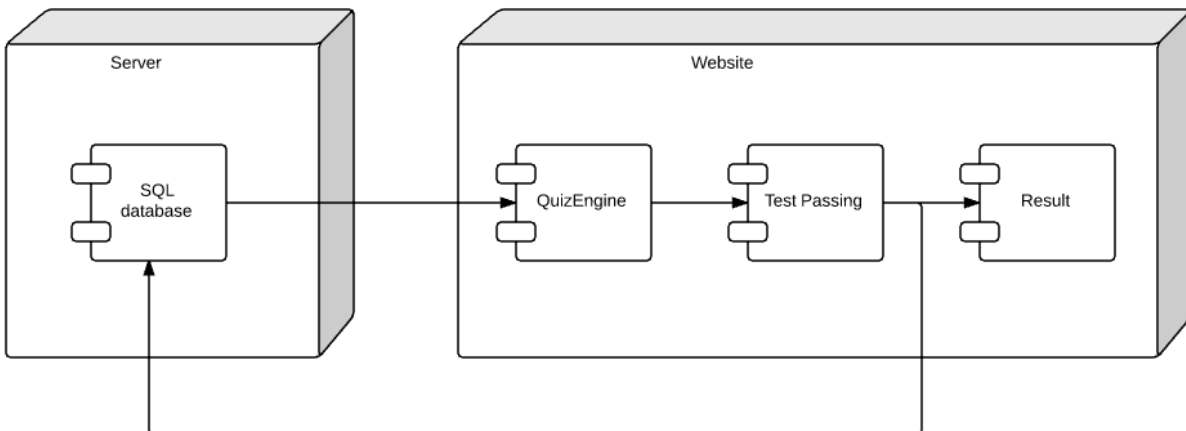 Server
Website
SQL
database
QuizEngine
Test Passing
Result